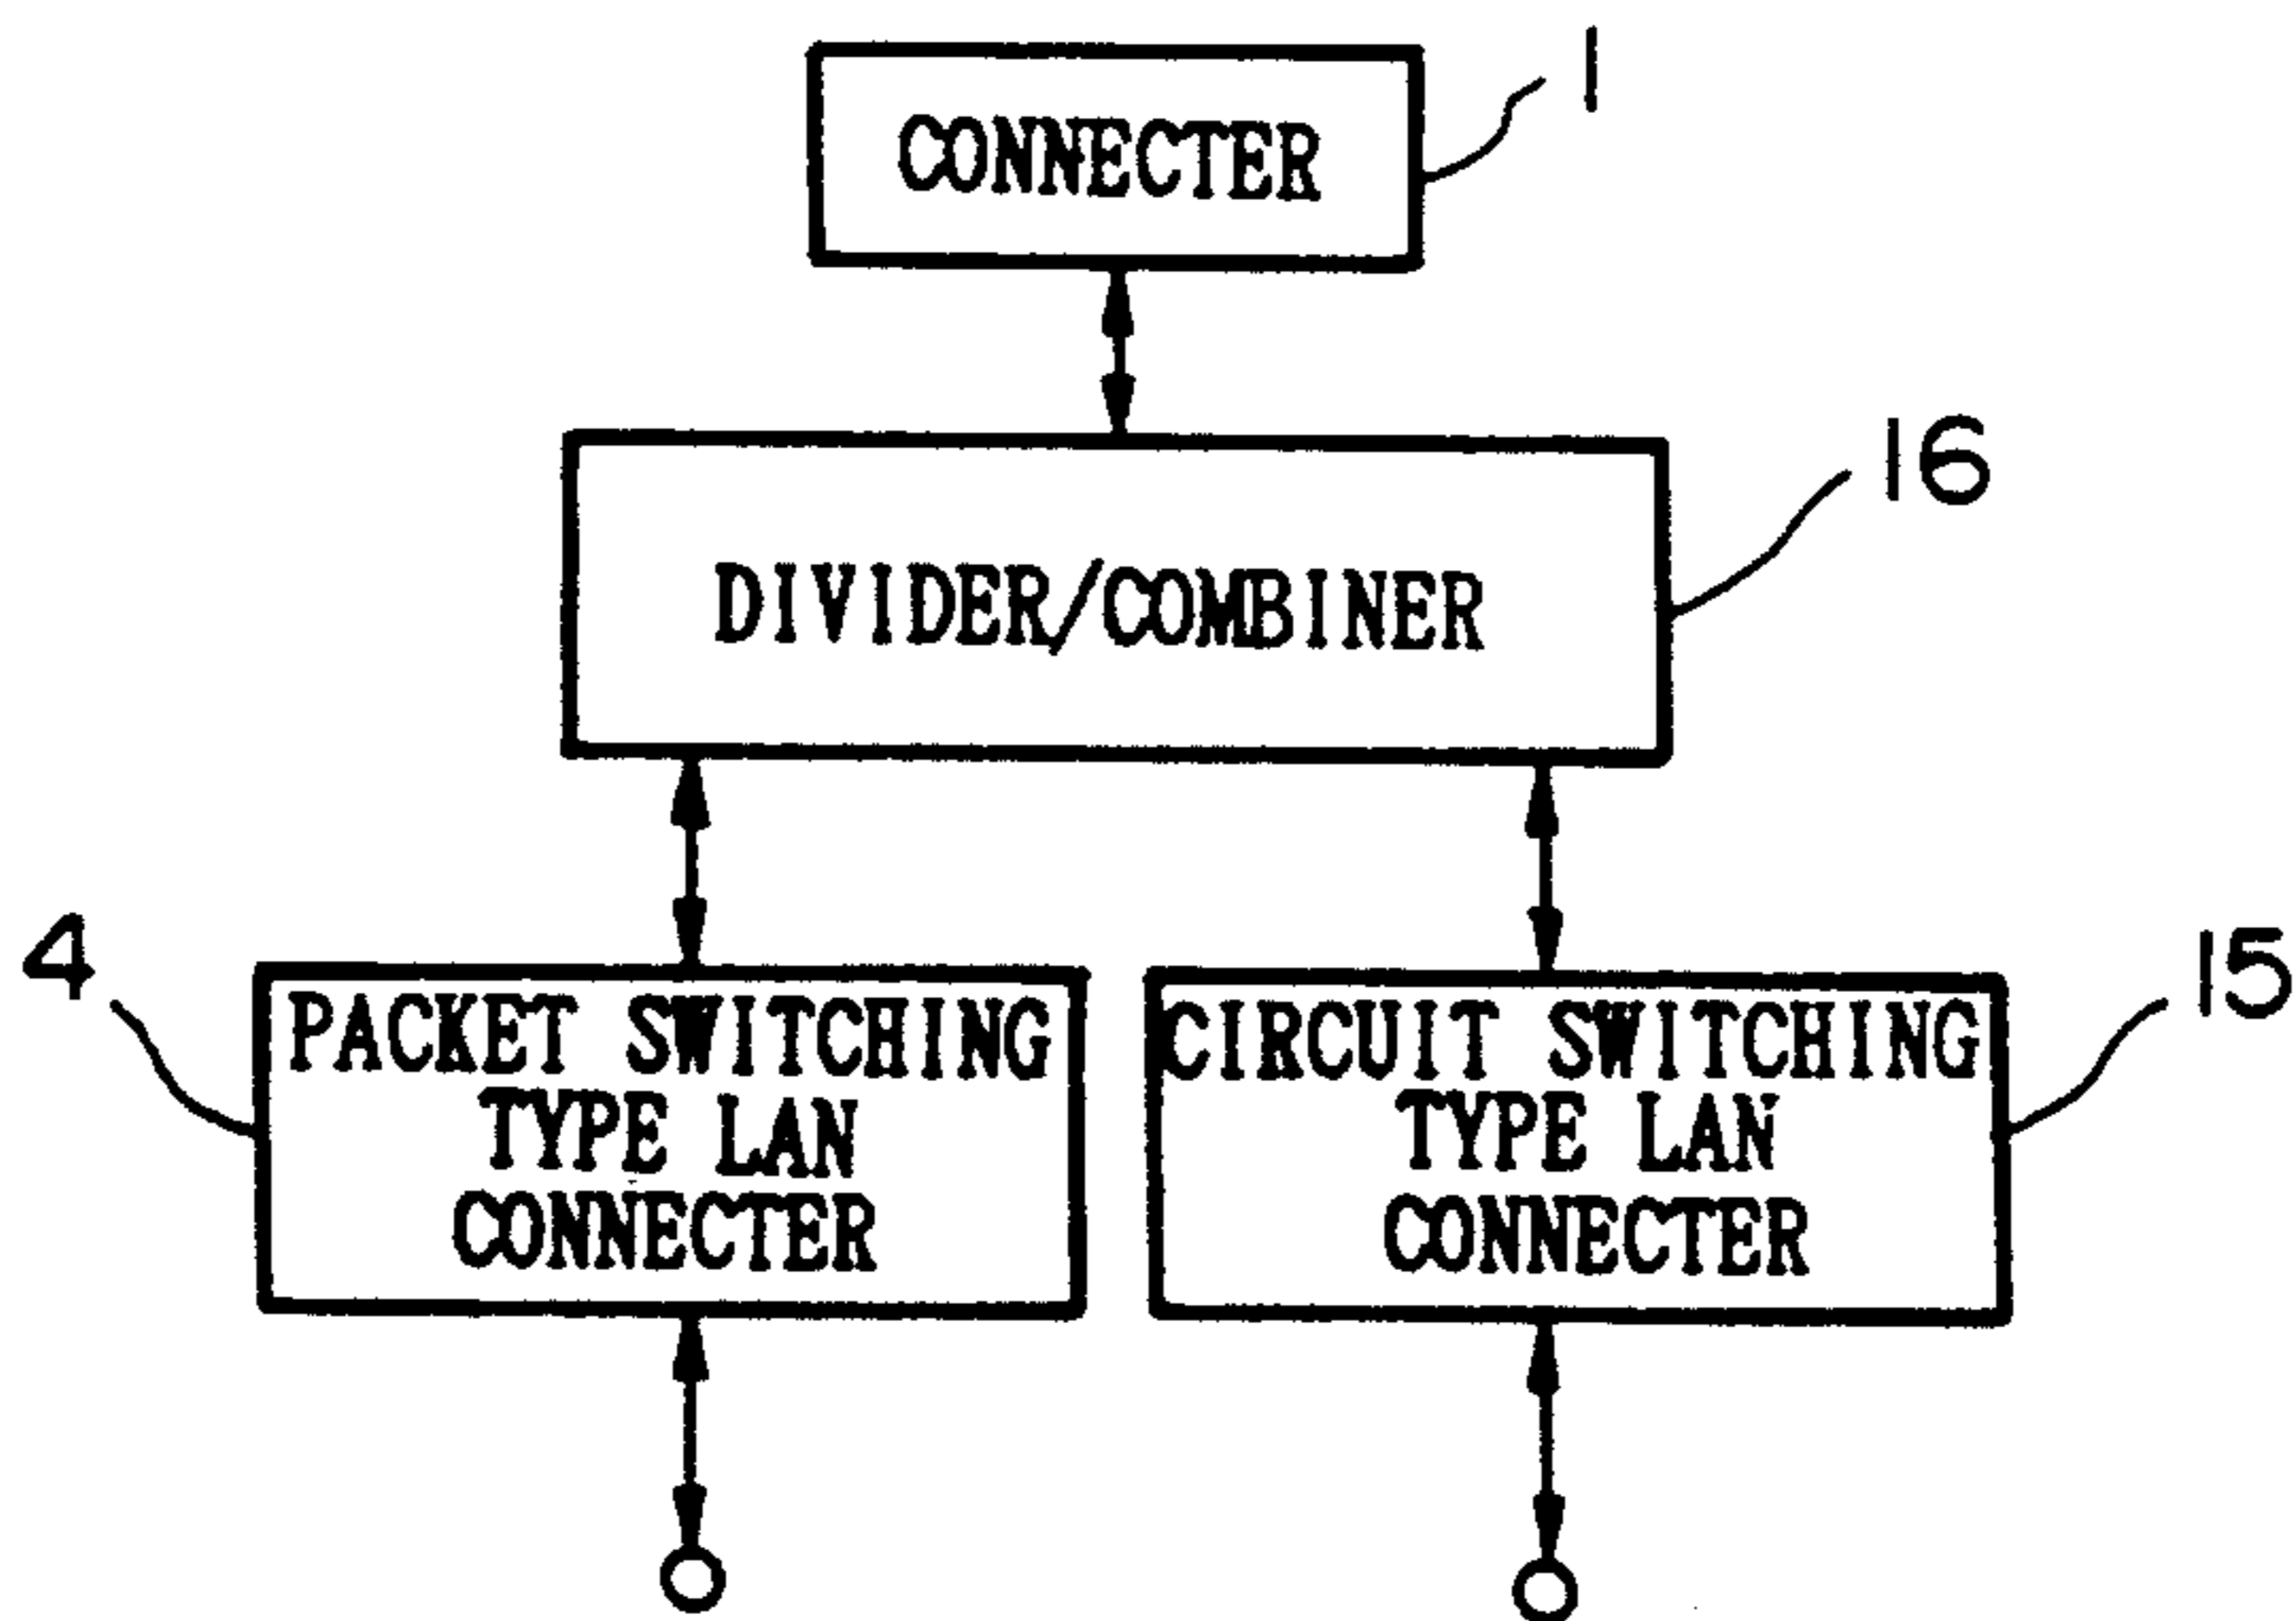 CONNECTER
1
DIVIDER/COMBINER
16
4
PACKET SWITCHING
TYPE LAN
CONNECTER
CIRCUIT SWITCHING
TYPE LAN
CONNECTER
15